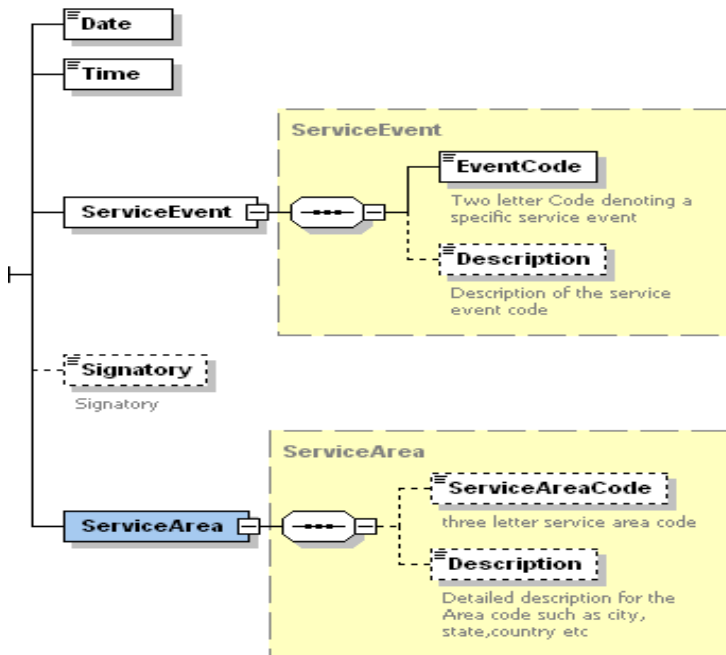 Date
Time
ServiceEvent
EventCode
Two letter Code denoting a
specific service event
ServiceEvent
Description
Description of the service
event code
Signatory
Signatory
ServiceArea
ServiceAreaCode
three letter service area code
ServiceArea
Description
Detailed description for the
Area code such as city,
state,country etc